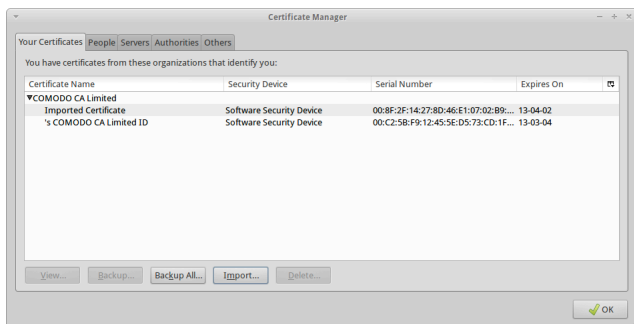 Certificate Manager
Your Certificates People Servers Authorities Others
You have certificates from these organizations that identify you:
Certificate Name Security Device Serial Number Expires On
COMODO CA Limited
Imported Certificate Software Security Device 00:8F:2F:14:27:8D:46:E1:07:02:B9:... 13-04-02
's COMODO CA Limited ID Software Security Device 00:C2:5B:F9:12:45:5E:D5:73:CD:1F... 13-03-04
View... Backup... Backup All... Import... Delete...
OK